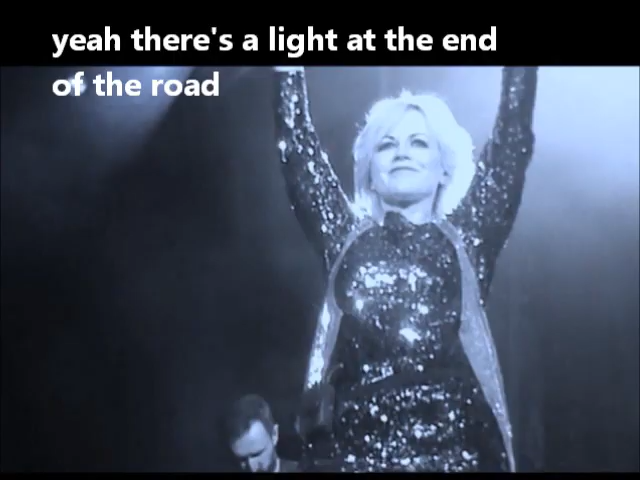 yeah there's a light at the end
of the road